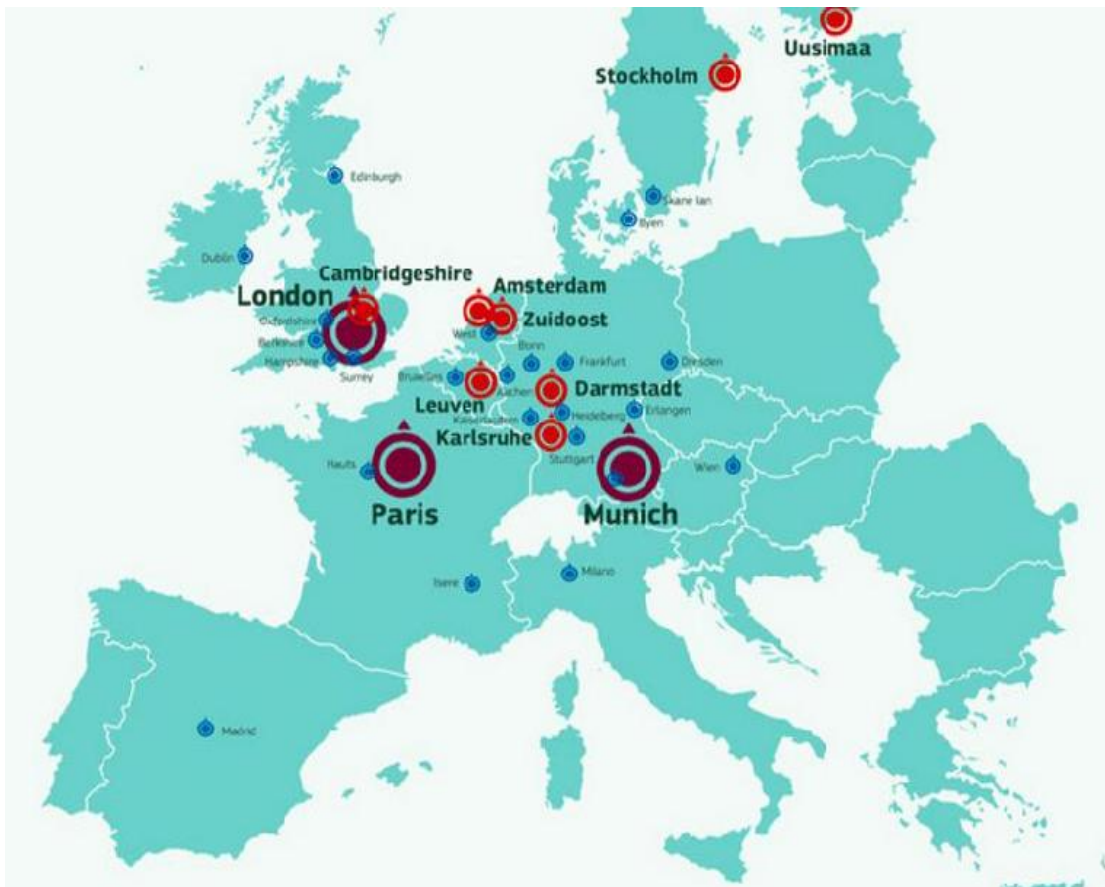 Uusimaa
Stockholm
Edinburgh
Skane lan
Byen
Dublin
Cambridgeshire
Amsterdam
London
Zuidoost
Oxfordshire
West
Berkshire
Bonn
Hampshire
Frankfurt
Dresden
Surrey
Bruxelles
Aachen
Darmstadt
Leuven
Heideberg
Erlangen
Karlsruhe
Stuttgart
Hauts
Wien
Paris
Munich
Isere
Milano
Madrid